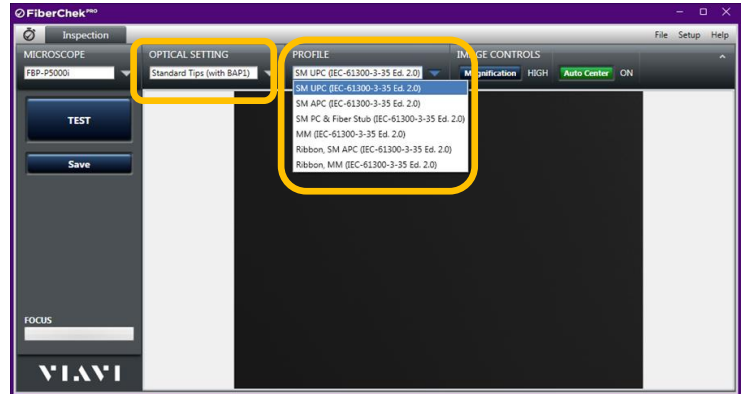 FiberChek PRO
Inspection
File Setup Help
MICROSCOPE
FBP-P5000i
OPTICAL SETTING
Standard Tips (with BAP1)
PROFILE
SM UPC (IEC-61300-3-35 Ed. 2.0)
SM UPC (IEC-61300-3-35 Ed. 2.0)
SM APC (IEC-61300-3-35 Ed. 2.0)
SM PC & Fiber Stub (IEC-61300-3-35 Ed. 2.0)
MM (IEC-61300-3-35 Ed. 2.0)
Ribbon, SM APC (IEC-61300-3-35 Ed. 2.0)
Ribbon, MM (IEC-61300-3-35 Ed. 2.0)
IMAGE CONTROLS
Magnification HIGH Auto Center ON
TEST
Save
FOCUS
VIAVI